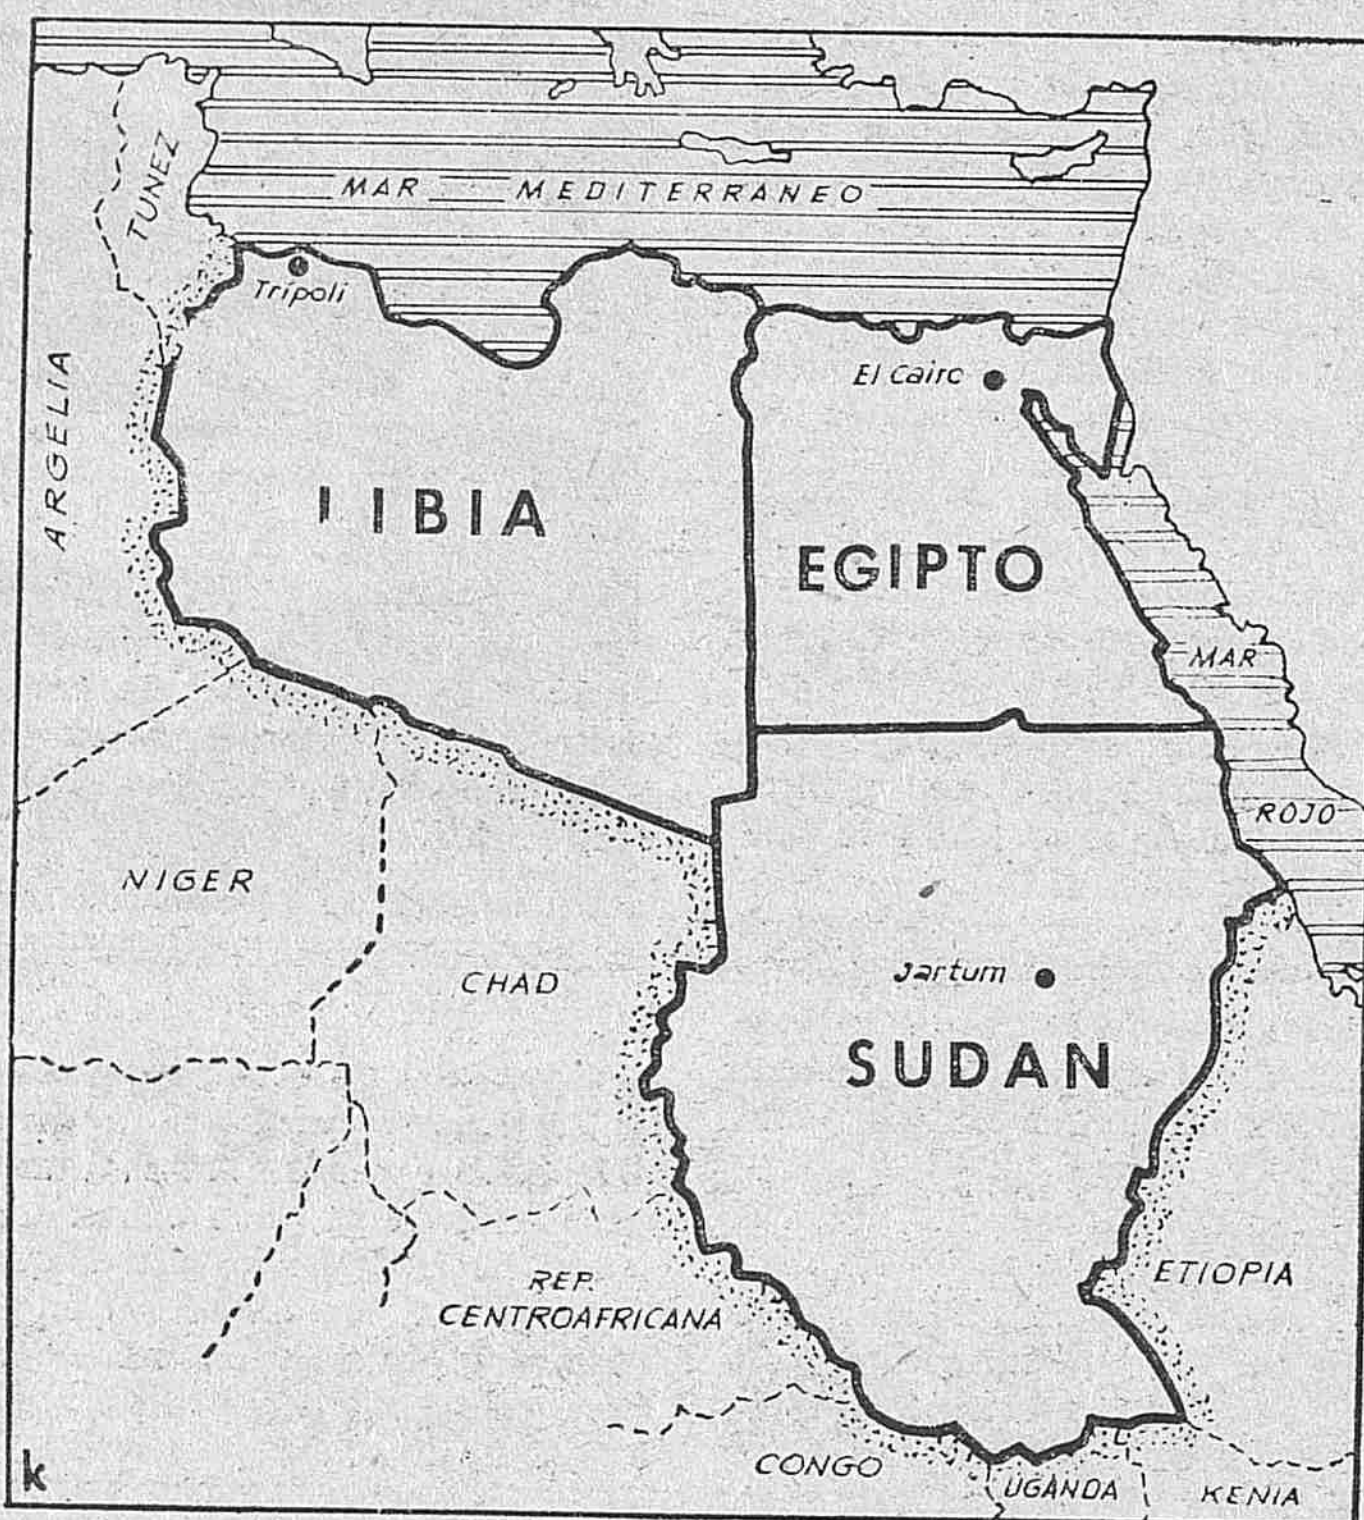 TUNEZ
MAR MEDITERRANEO
Trípoli
ARGELIA
El Cairo
LIBIA
EGIPTO
MAR
ROJO
NIGER
CHAD
Jartum
SUDAN
ETIOPIA
REP.
CENTROAFRICANA
CONGO
UGANDA
KENIA
k